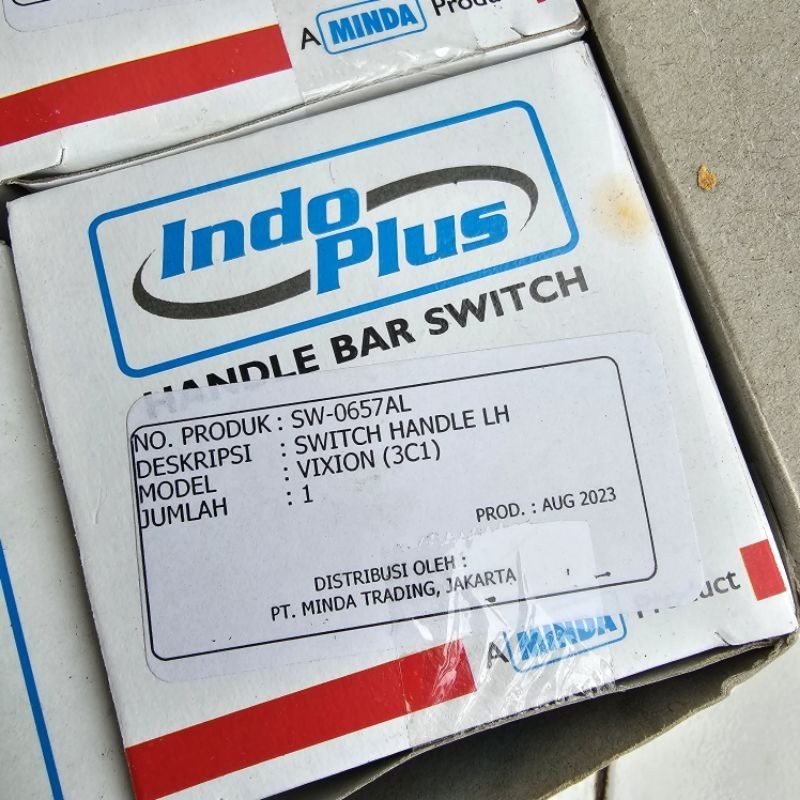 A MINDA Product
Indo
Plus
HANDLE BAR SWITCH
NO. PRODUK : SW-0657AL
DESKRIPSI : SWITCH HANDLE LH
MODEL : VIXION (3C1)
JUMLAH : 1
PROD. : AUG 2023
DISTRIBUSI OLEH :
PT. MINDA TRADING, JAKARTA
A MINDA Product